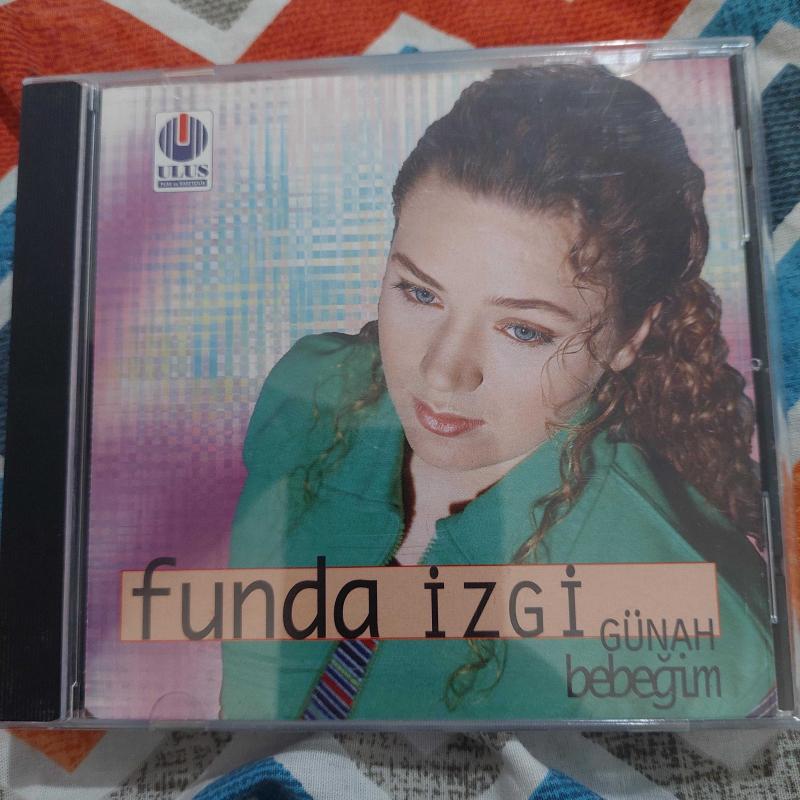 ULUS
funda İZGİ
GÜNAH
bebeğim